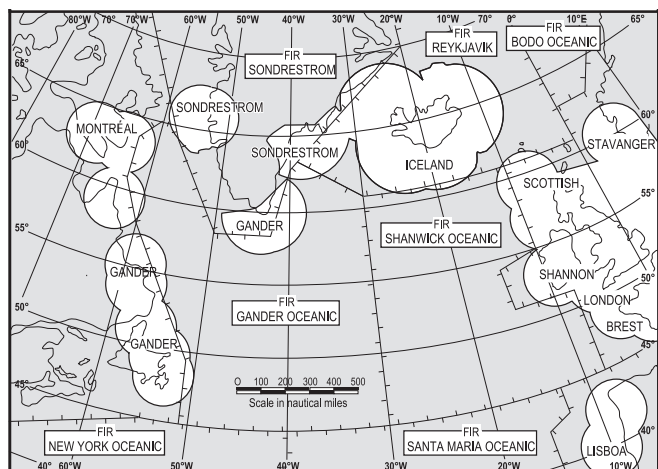 80°W 70°W 60°W 50°W 40°W 30°W 20°W 10°W 70° 0° 10°E 65°
FIR
SONDRESTROM
FIR
REYKJAVIK
FIR
BODO OCEANIC
65°
60°
55°
50°
45°
MONTRÉAL
SONDRESTROM
SONDRESTROM
ICELAND
STAVANGER
SCOTTISH
60°
55°
50°
45°
40°
GANDER
FIR
SHANWICK OCEANIC
GANDER
SHANNON
LONDON
BREST
FIR
GANDER OCEANIC
GANDER
0 100 200 300 400 500
Scale in nautical miles
FIR
NEW YORK OCEANIC
FIR
SANTA MARIA OCEANIC
LISBOA
40° 60°W 50°W 40°W 30°W 20°W 10°W